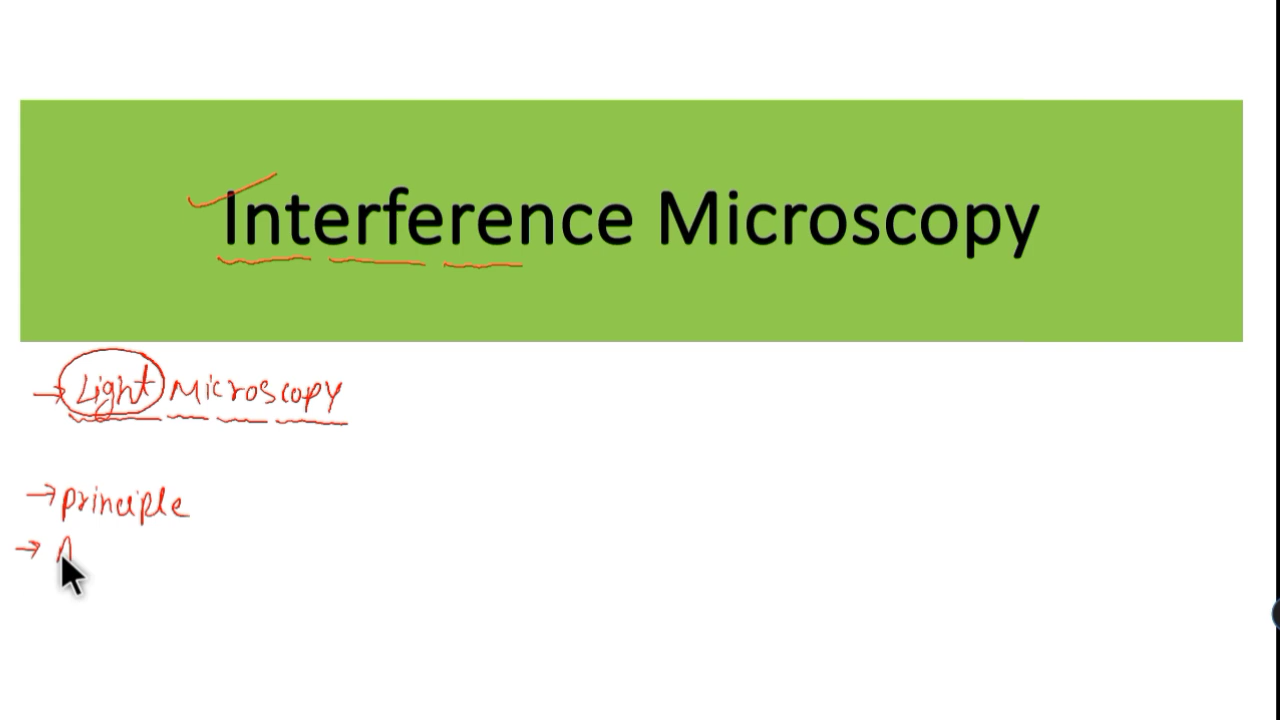 Interference Microscopy
→ Light Microscopy
→ principle
→ A